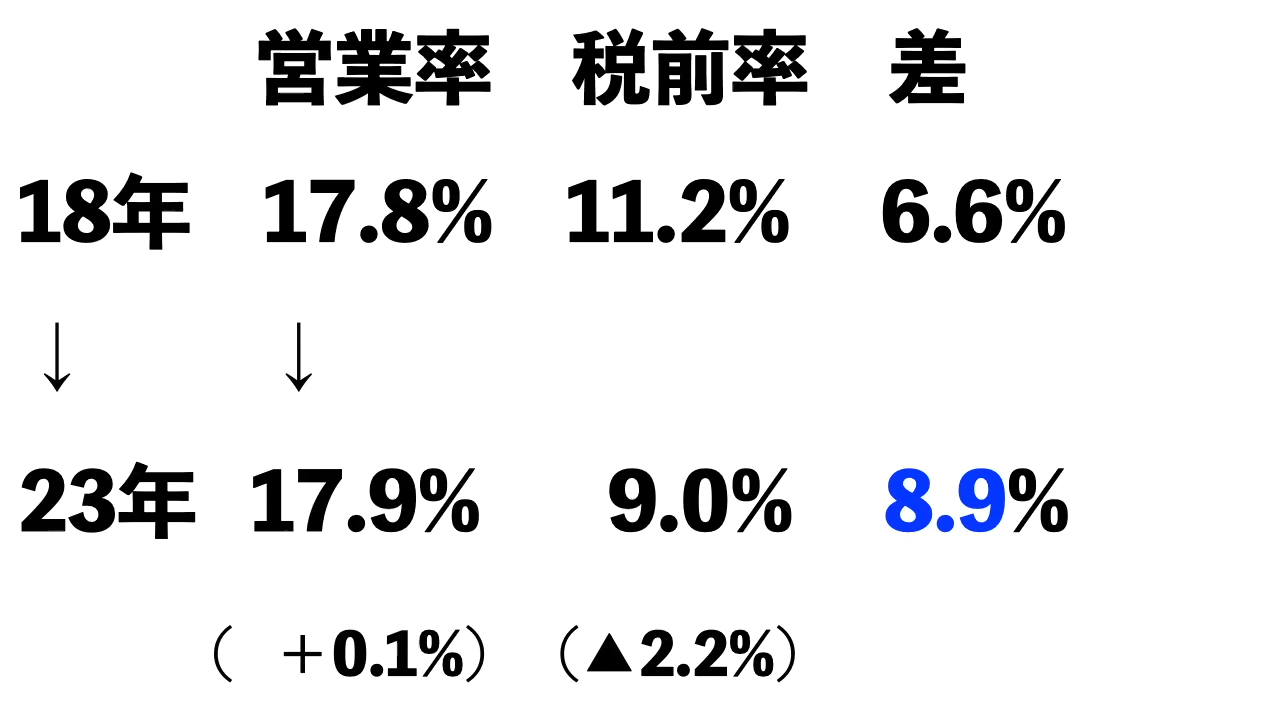 営業率 税前率 差
18年 17.8% 11.2% 6.6%
↓ ↓
23年 17.9% 9.0% 8.9%
（ ＋0.1%）（▲2.2%）